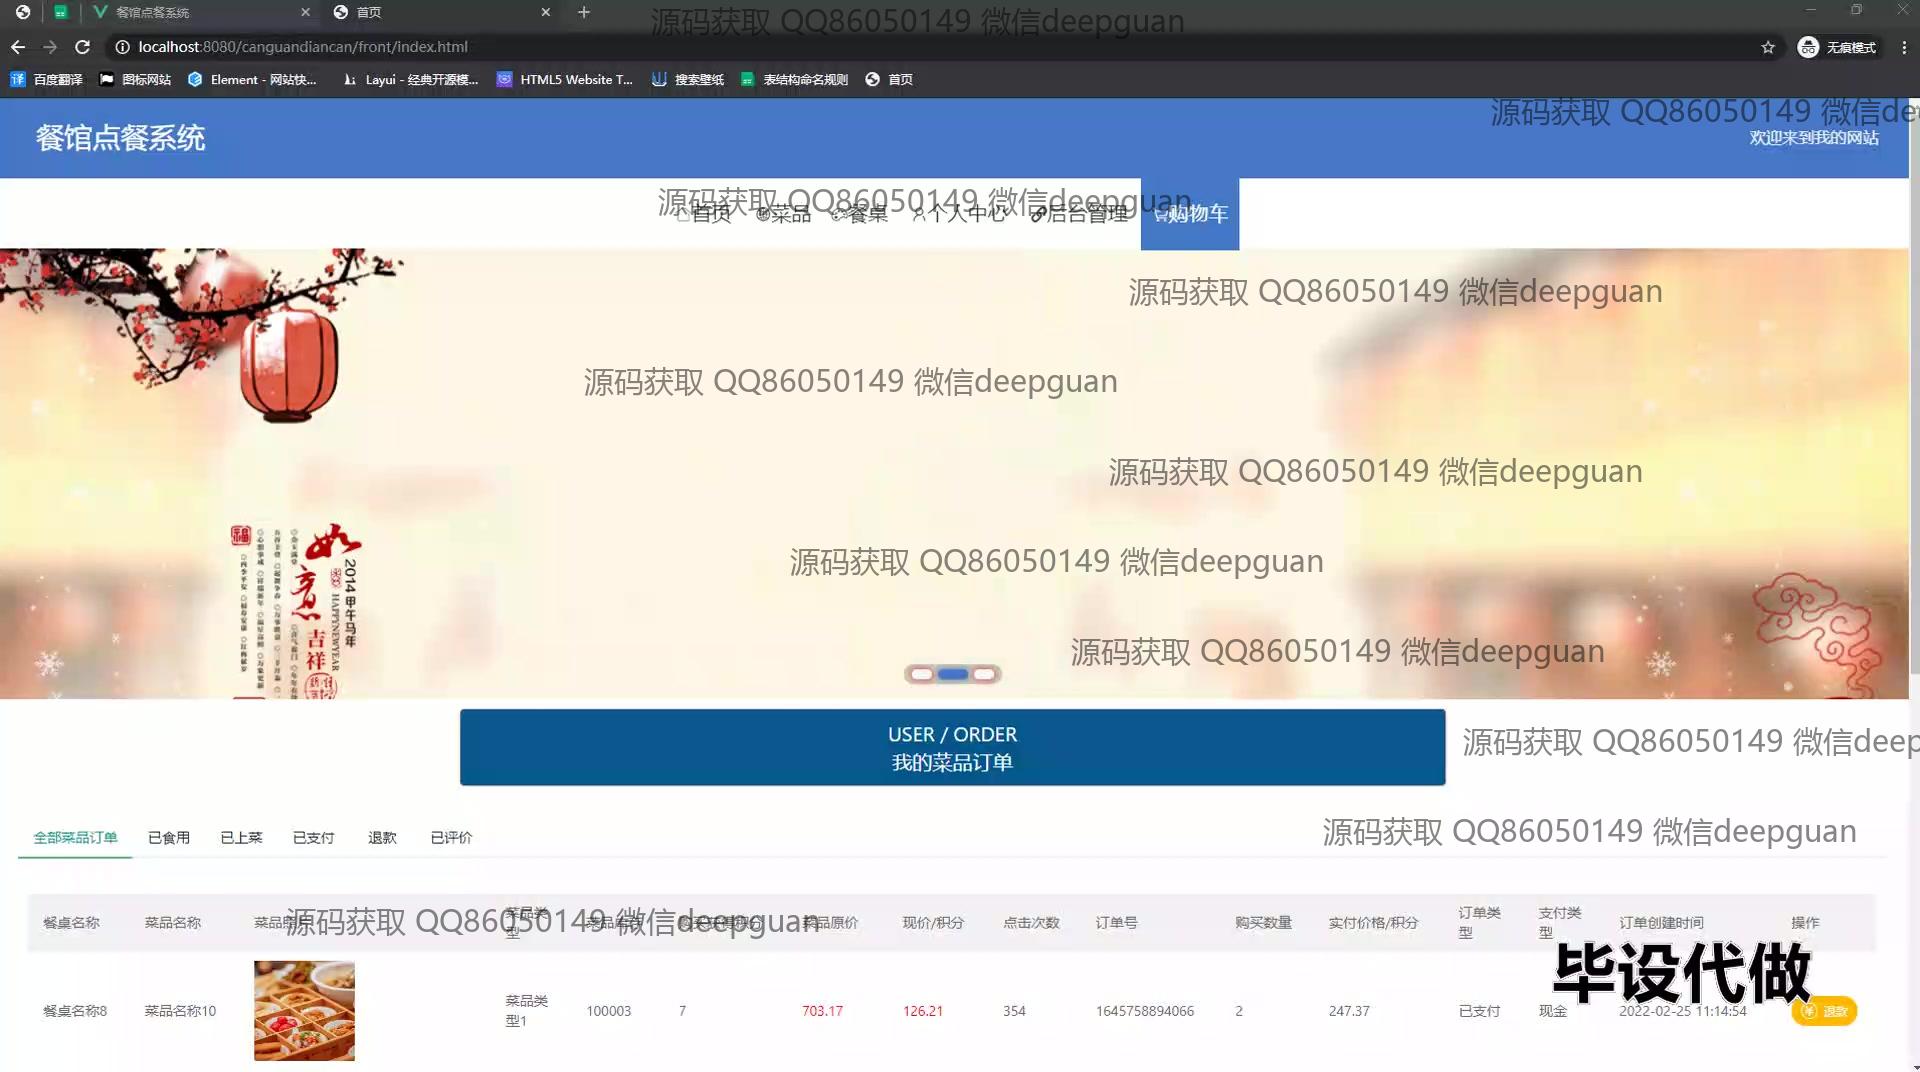 餐馆点餐系统
首页
源码获取 QQ86050149 微信deepguan
localhost:8080/canguandiancan/front/index.html
无痕模式
百度翻译
图标网站
Element - 网站快...
Layui - 经典开源模...
HTML5 Website T...
搜索壁纸
表结构命名规则
首页
源码获取 QQ86050149 微信de
餐馆点餐系统
欢迎来到我的网站
源码获取 QQ86050149 微信deepguan
首页
菜品
餐桌
个人中心
后台管理
购物车
源码获取 QQ86050149 微信deepguan
源码获取 QQ86050149 微信deepguan
源码获取 QQ86050149 微信deepguan
如意
吉祥
2014 甲午马年
HAPPYNEWYEAR
福
源码获取 QQ86050149 微信deepguan
源码获取 QQ86050149 微信deepguan
USER / ORDER
我的菜品订单
源码获取 QQ86050149 微信deep
全部菜品订单
已食用
已上菜
已支付
退款
已评价
源码获取 QQ86050149 微信deepguan
餐桌名称
菜品名称
源码获取 QQ86050149 微信deepguan
菜品类型
菜品原价
现价/积分
点击次数
订单号
购买数量
实付价格/积分
订单类型
支付类型
订单创建时间
操作
毕设代做
餐桌名称8
菜品名称10
菜品类型1
100003
7
703.17
126.21
354
1645758894066
2
247.37
已支付
现金
2022-02-25 11:14:54
退款